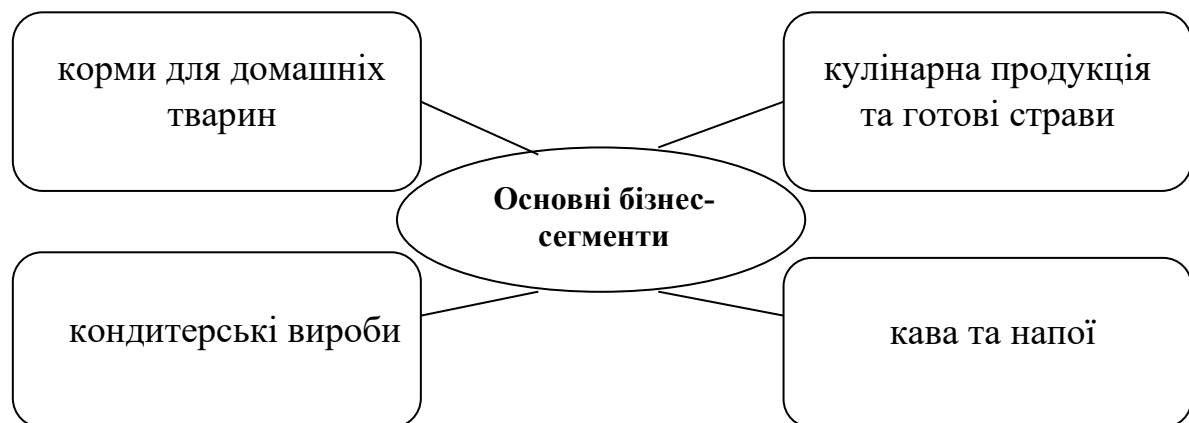 корми для домашніх
тварин
кулінарна продукція
та готові страви
Основні бізнес-
сегменти
кондитерські вироби
кава та напої